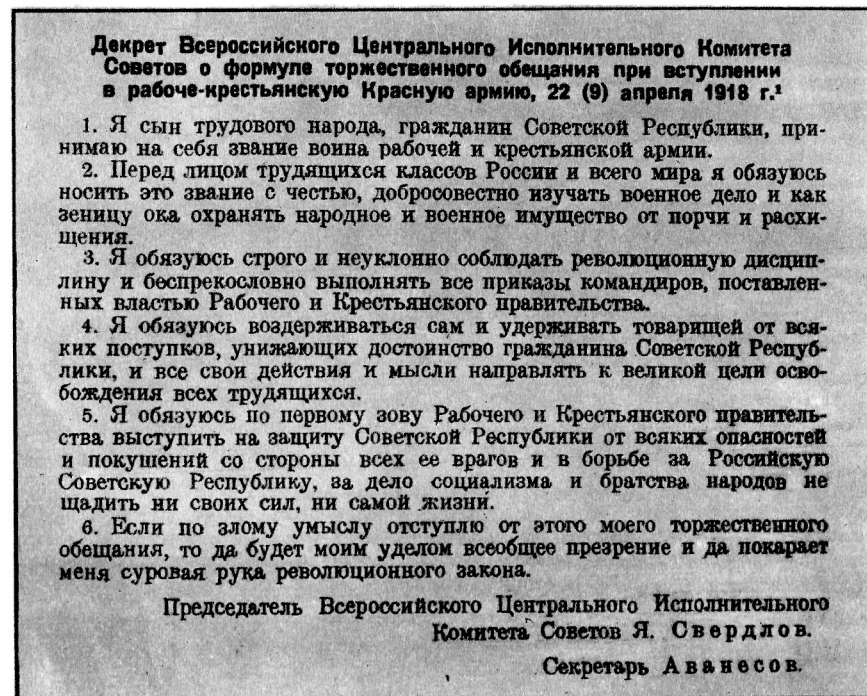 Декрет Всероссийского Центрального Исполнительного Комитета
Советов о формуле торжественного обещания при вступлении
в рабоче-крестьянскую Красную армию, 22 (9) апреля 1918 г.¹
1. Я сын трудового народа, гражданин Советской Республики, при-
нимаю на себя звание воина рабочей и крестьянской армии.
2. Перед лицом трудящихся классов России и всего мира я обязуюсь
носить это звание с честью, добросовестно изучать военное дело и как
зеницу ока охранять народное и военное имущество от порчи и расхи-
щения.
3. Я обязуюсь строго и неуклонно соблюдать революционную дисцип-
лину и беспрекословно выполнять все приказы командиров, поставлен-
ных властью Рабочего и Крестьянского правительства.
4. Я обязуюсь воздерживаться сам и удерживать товарищей от вся-
ких поступков, унижающих достоинство гражданина Советской Респуб-
лики, и все свои действия и мысли направлять к великой цели осво-
бождения всех трудящихся.
5. Я обязуюсь по первому зову Рабочего и Крестьянского правитель-
ства выступить на защиту Советской Республики от всяких опасностей
и покушений со стороны всех ее врагов и в борьбе за Российскую
Советскую Республику, за дело социализма и братства народов не
щадить ни своих сил, ни самой жизни.
6. Если по злому умыслу отступлю от этого моего торжественного
обещания, то да будет моим уделом всеобщее презрение и да покарает
меня суровая рука революционного закона.
Председатель Всероссийского Центрального Исполнительного
Комитета Советов Я. Свердлов.
Секретарь Аванесов.